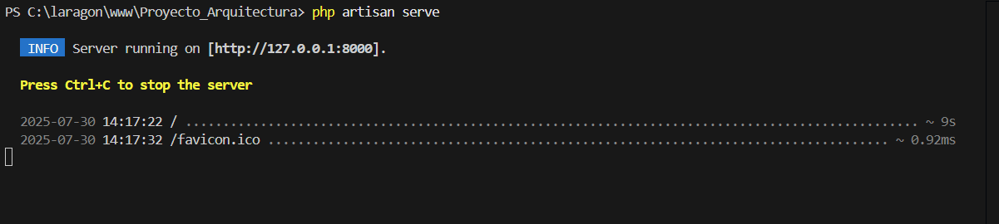 PS C:\laragon\www\Proyecto_Arquitectura> php artisan serve
INFO Server running on [http://127.0.0.1:8000].
Press Ctrl+C to stop the server
2025-07-30 14:17:22 / ................................................................................................. ~ 9s
2025-07-30 14:17:32 /favicon.ico .................................................................................. ~ 0.92ms